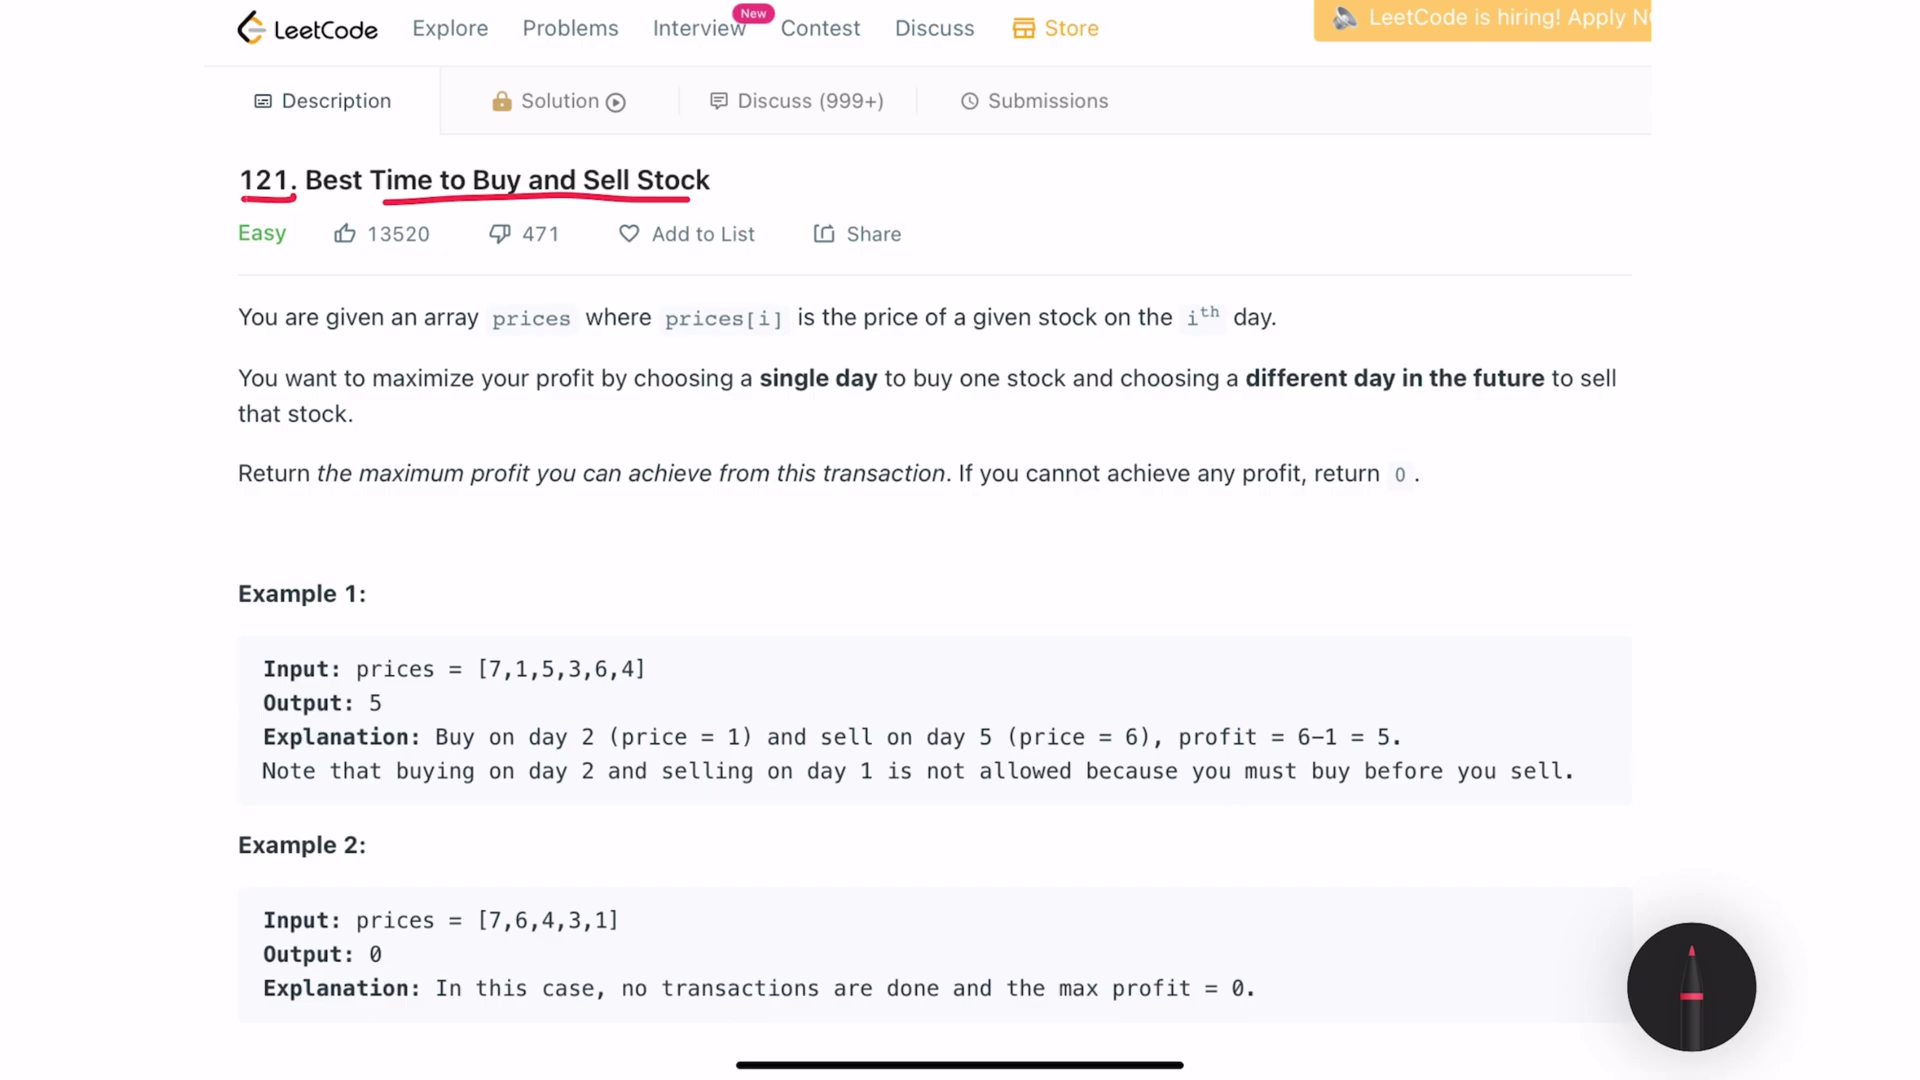 LeetCode Explore Problems Interview New Contest Discuss Store LeetCode is hiring! Apply N
Description Solution Discuss (999+) Submissions
121. Best Time to Buy and Sell Stock
Easy 13520 471 Add to List Share
You are given an array prices where prices[i] is the price of a given stock on the ith day.
You want to maximize your profit by choosing a single day to buy one stock and choosing a different day in the future to sell
that stock.
Return the maximum profit you can achieve from this transaction. If you cannot achieve any profit, return 0 .
Example 1:
Input: prices = [7,1,5,3,6,4]
Output: 5
Explanation: Buy on day 2 (price = 1) and sell on day 5 (price = 6), profit = 6-1 = 5.
Note that buying on day 2 and selling on day 1 is not allowed because you must buy before you sell.
Example 2:
Input: prices = [7,6,4,3,1]
Output: 0
Explanation: In this case, no transactions are done and the max profit = 0.